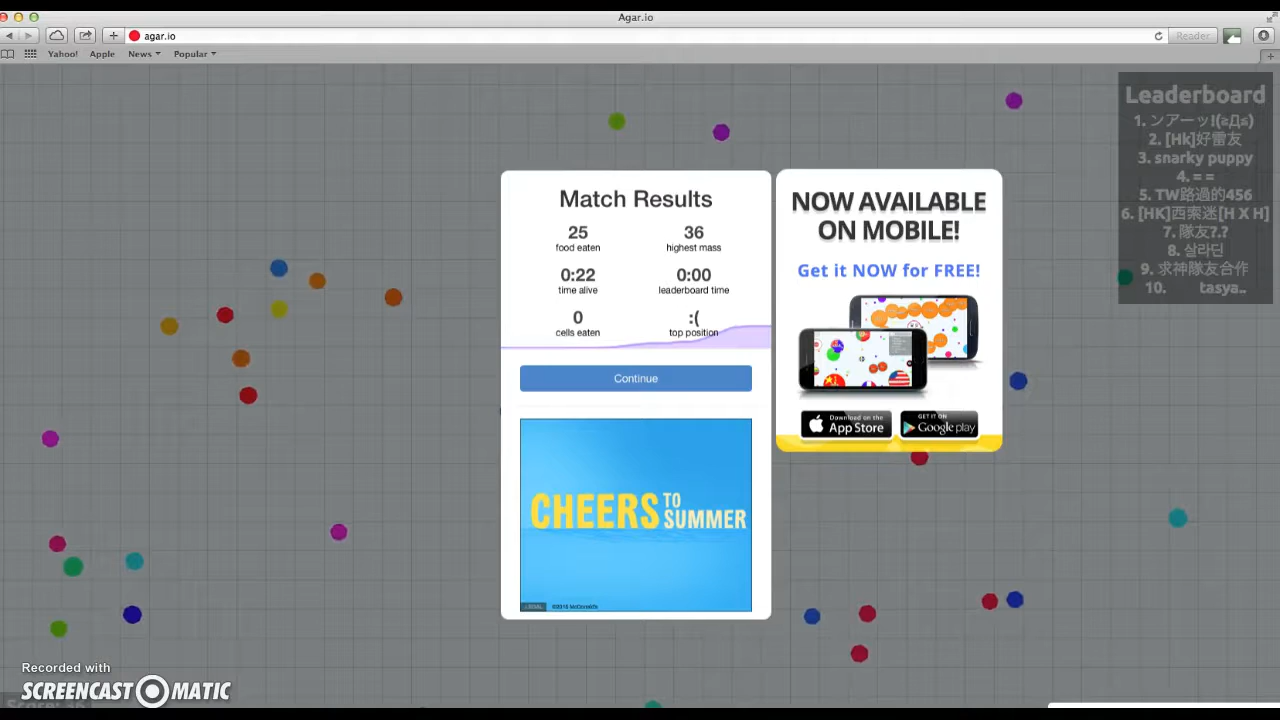 Agar.io
agar.io
Reader
Yahoo!
Apple
News
Popular
Leaderboard
1. ンアーッ!(≧Д≦)
2. [Hk]好雷友
3. snarky puppy
4. = =
5. TW路過的456
6. [HK]西索迷[H X H]
7. 隊友?.?
8. 살라딘
9. 求神隊友合作
10. tasya..
Match Results
25
food eaten
36
highest mass
0:22
time alive
0:00
leaderboard time
0
cells eaten
:(
top position
Continue
CHEERS TO SUMMER
©2016 McDonald's
NOW AVAILABLE
ON MOBILE!
Get it NOW for FREE!
Download on the
App Store
GET IT ON
Google play
Recorded with
SCREENCAST-O-MATIC